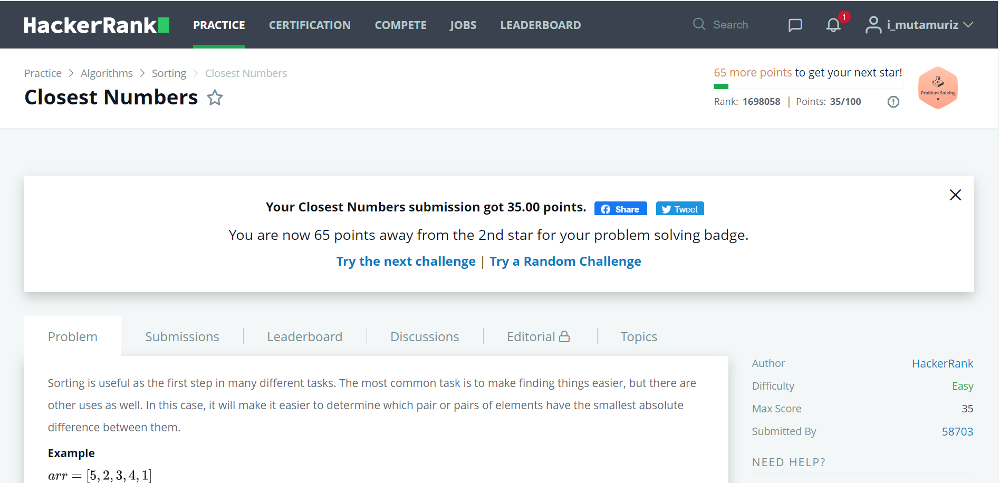 HackerRank
PRACTICE CERTIFICATION COMPETE JOBS LEADERBOARD
Search
1
i_mutamuriz
Practice > Algorithms > Sorting > Closest Numbers
Closest Numbers
65 more points to get your next star!
Rank: 1698058 | Points: 35/100
Problem Solving
Your Closest Numbers submission got 35.00 points.
Share
Tweet
You are now 65 points away from the 2nd star for your problem solving badge.
Try the next challenge | Try a Random Challenge
Problem
Submissions
Leaderboard
Discussions
Editorial
Topics
Sorting is useful as the first step in many different tasks. The most common task is to make finding things easier, but there are
other uses as well. In this case, it will make it easier to determine which pair or pairs of elements have the smallest absolute
difference between them.
Example
arr = [5, 2, 3, 4, 1]
Author HackerRank
Difficulty Easy
Max Score 35
Submitted By 58703
NEED HELP?